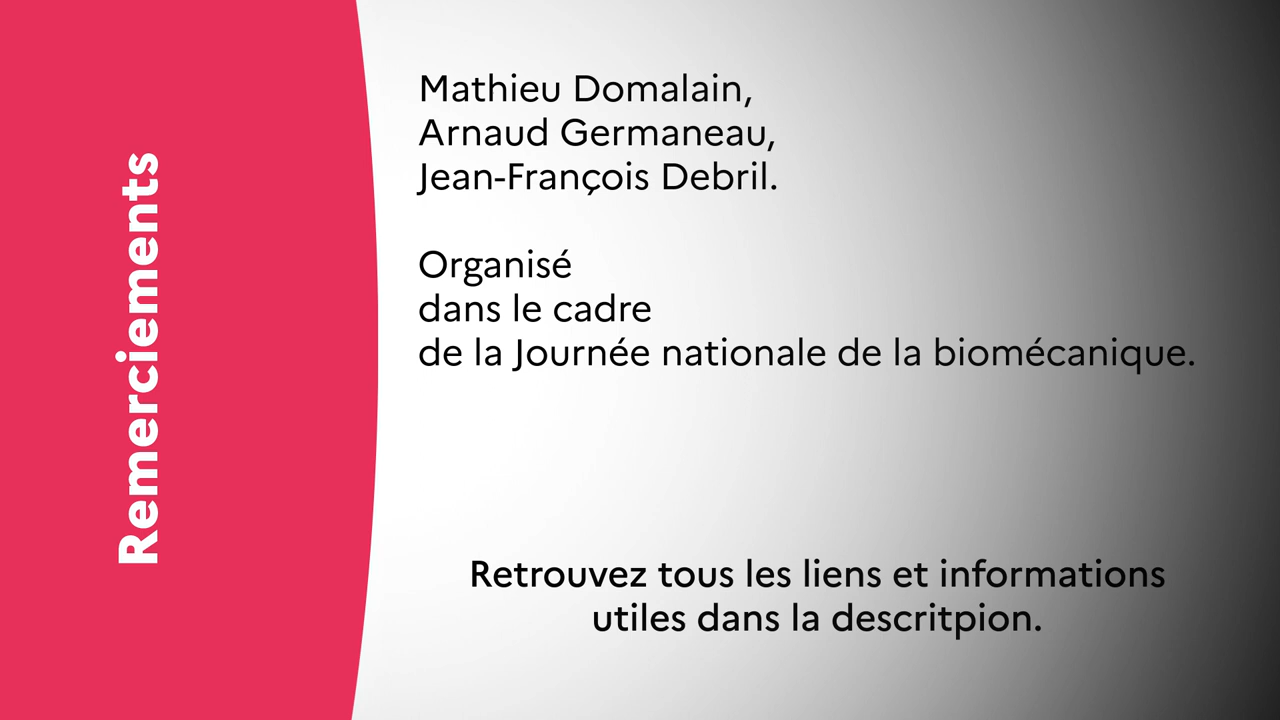 Remerciements
Mathieu Domalain,
Arnaud Germaneau,
Jean-François Debril.
Organisé
dans le cadre
de la Journée nationale de la biomécanique.
Retrouvez tous les liens et informations
utiles dans la descritpion.